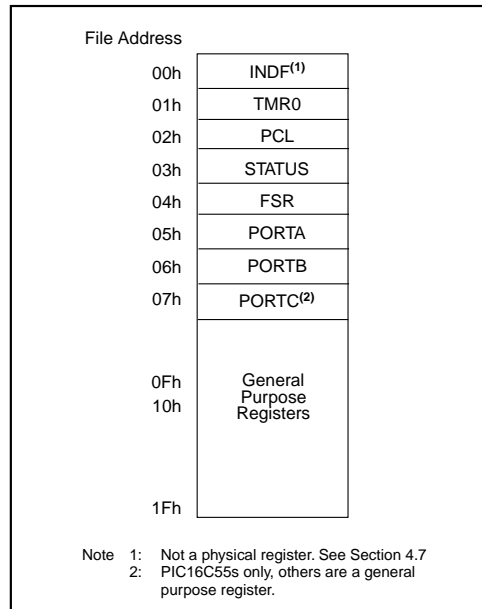 File Address
00h INDF(1)
01h TMR0
02h PCL
03h STATUS
04h FSR
05h PORTA
06h PORTB
07h PORTC(2)
0Fh General
10h Purpose
Registers
1Fh
Note 1: Not a physical register. See Section 4.7
2: PIC16C55s only, others are a general
purpose register.